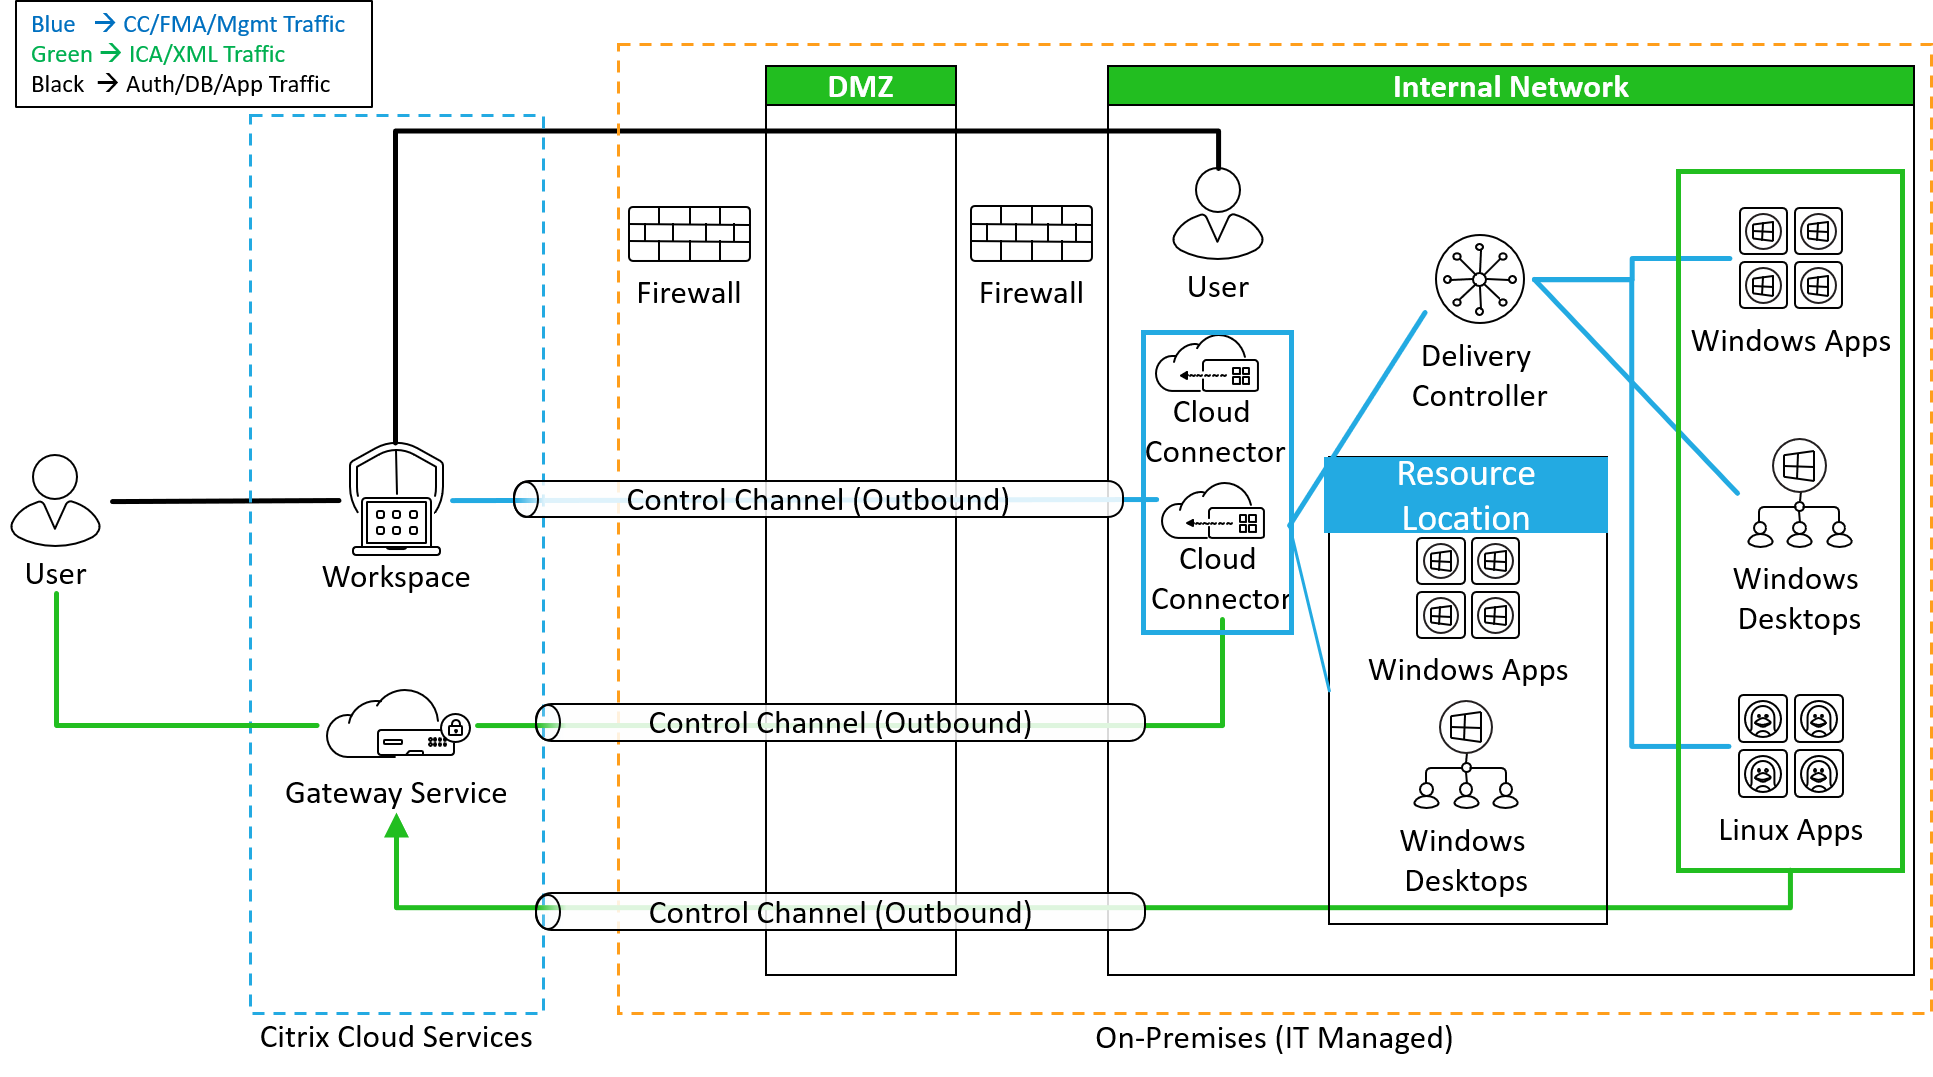 Blue → CC/FMA/Mgmt Traffic
Green → ICA/XML Traffic
Black → Auth/DB/App Traffic
DMZ
Internal Network
Firewall
Firewall
User
Delivery
Controller
Windows Apps
Cloud
Connector
Cloud
Connector
Resource
Location
Windows Apps
Windows
Desktops
Windows
Desktops
Linux Apps
User
Workspace
Control Channel (Outbound)
Gateway Service
Control Channel (Outbound)
Control Channel (Outbound)
Citrix Cloud Services
On-Premises (IT Managed)